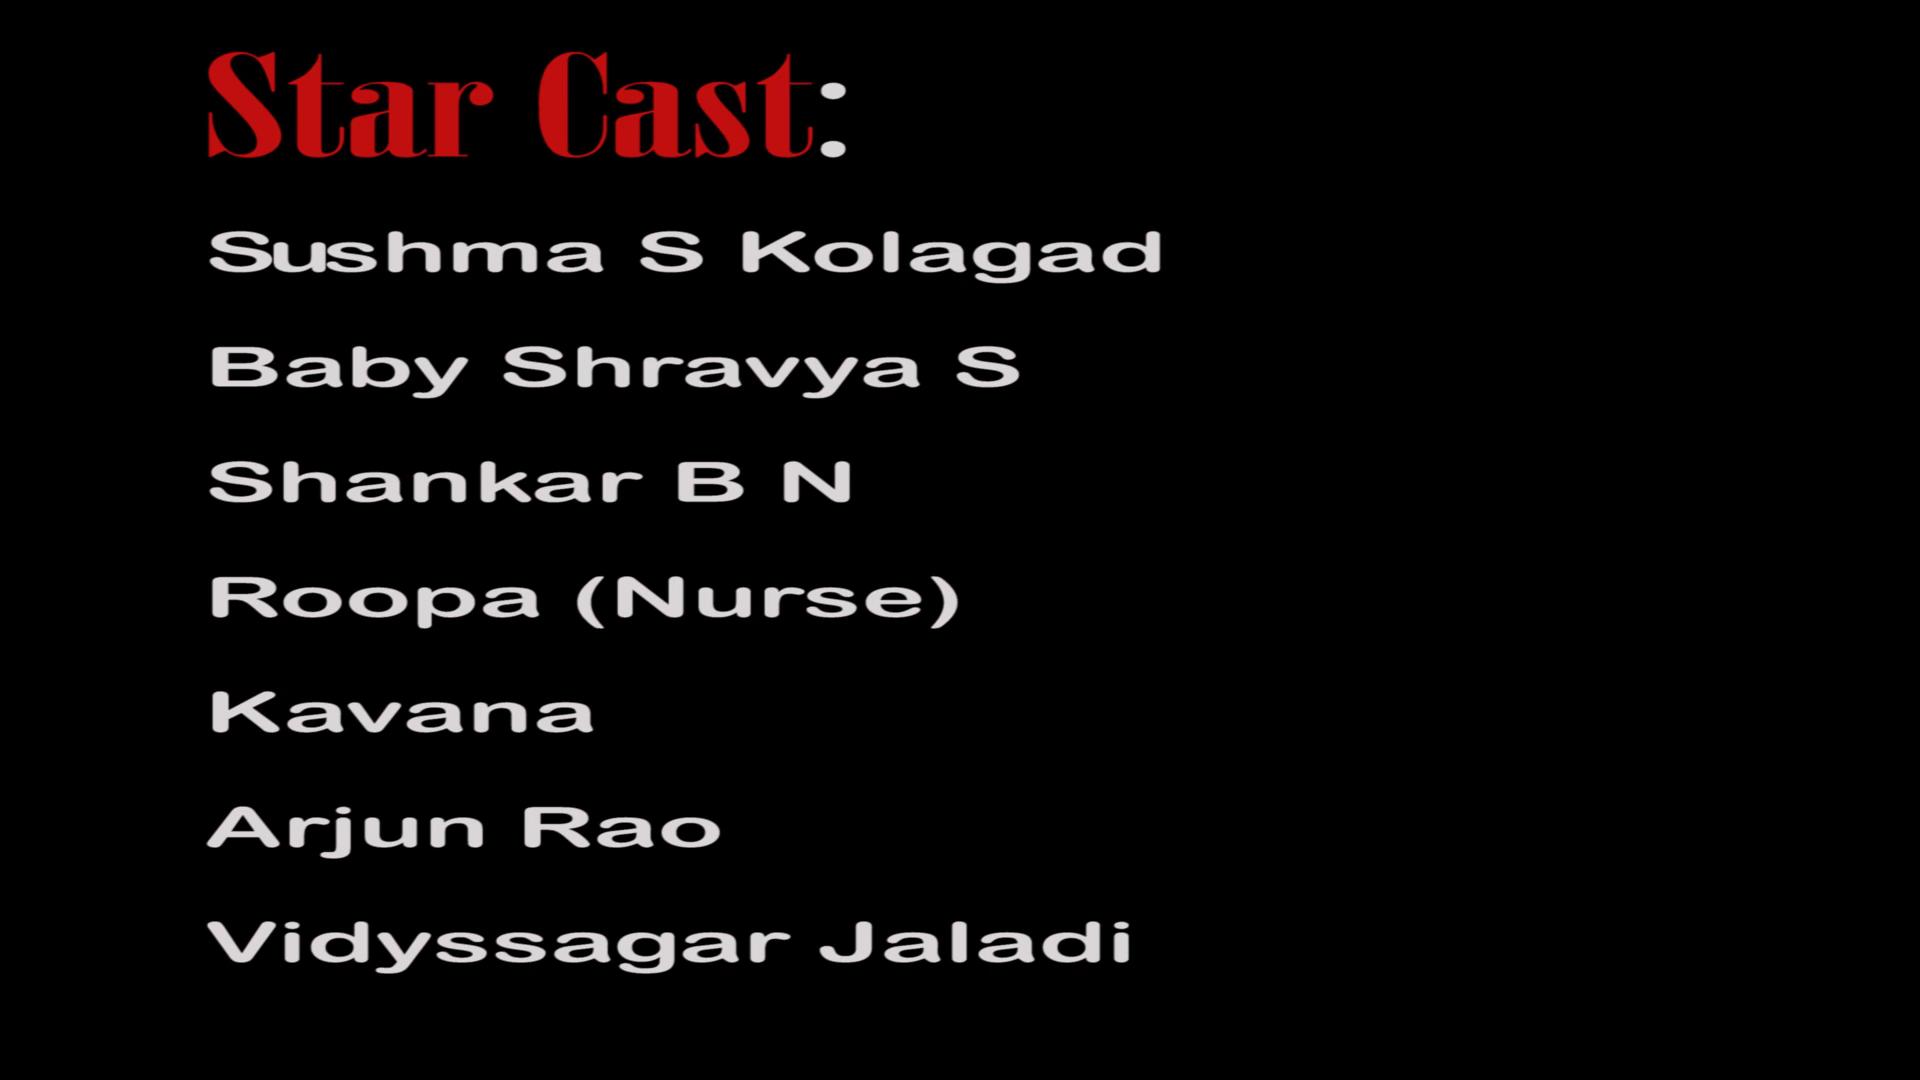 Star Cast:
Sushma S Kolagad
Baby Shravya S
Shankar B N
Roopa (Nurse)
Kavana
Arjun Rao
Vidyssagar Jaladi